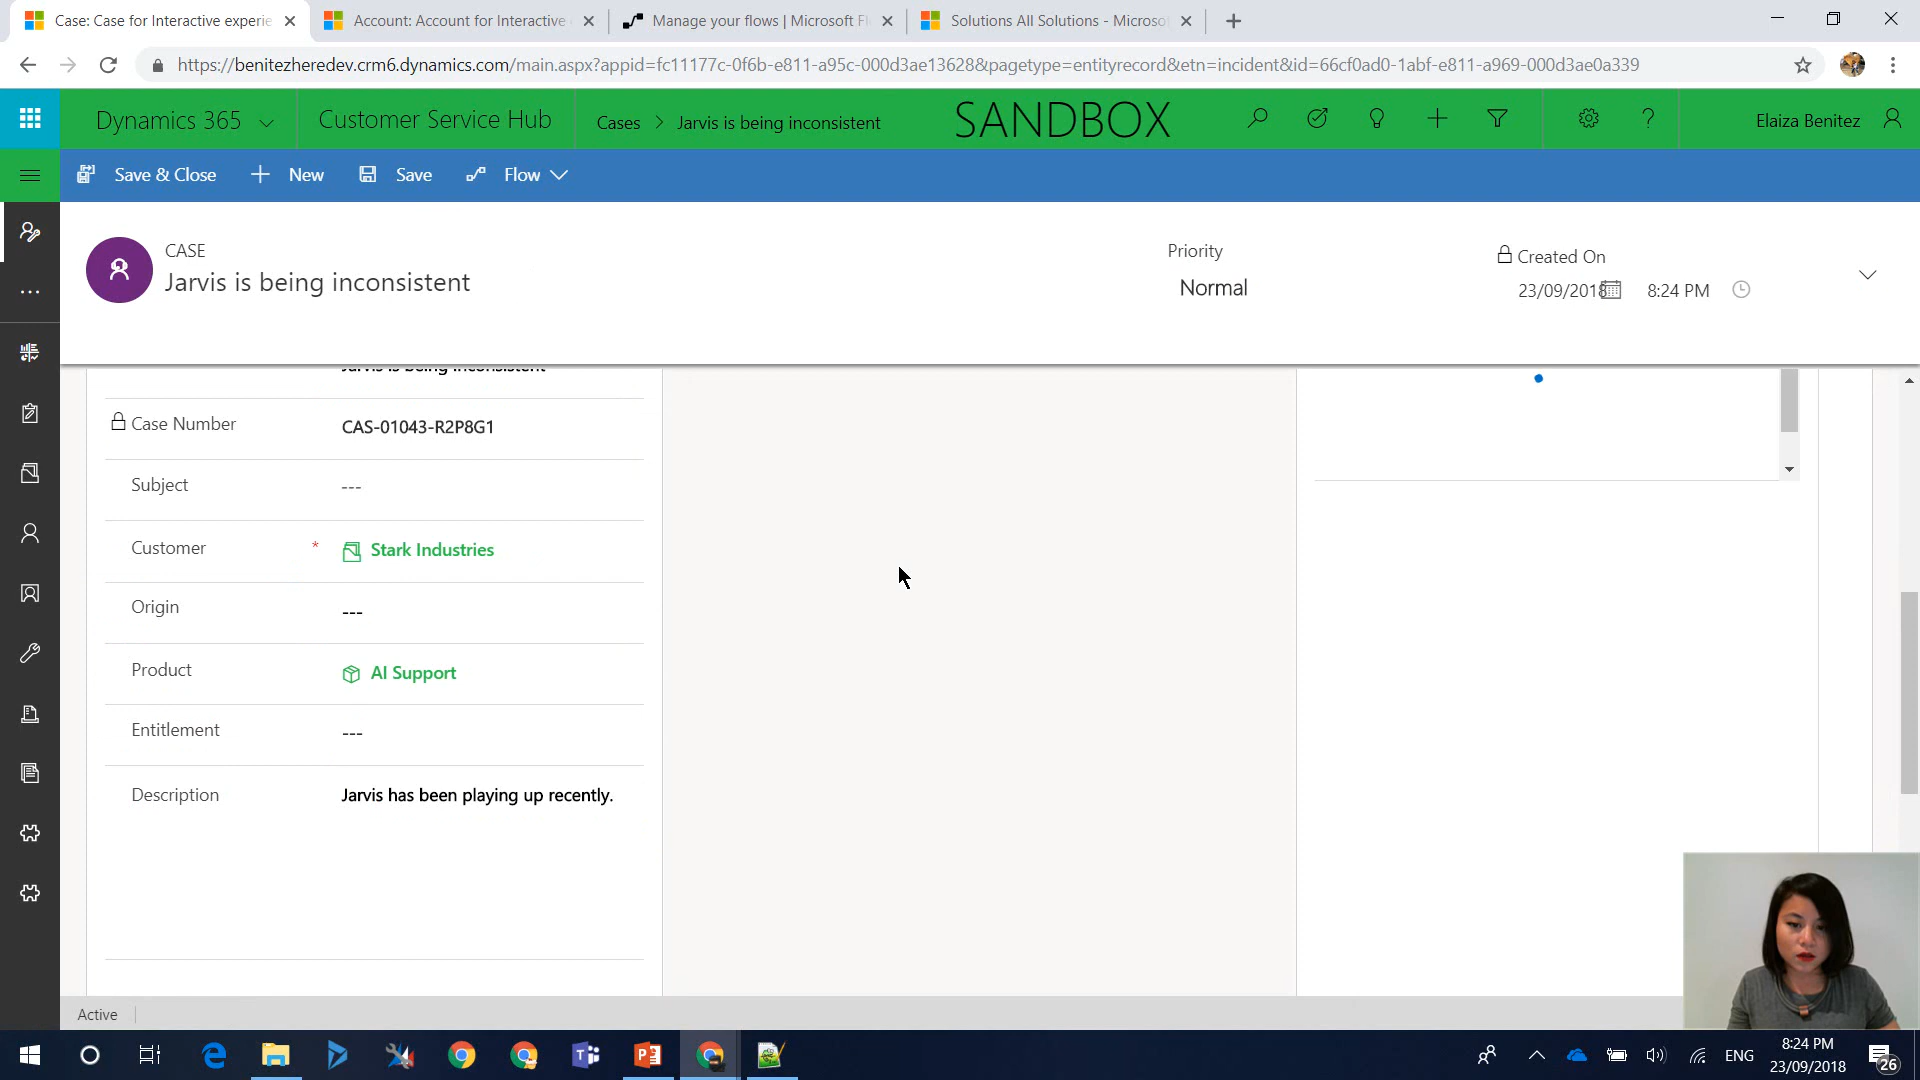 Case: Case for Interactive experie
Account: Account for Interactive
Manage your flows | Microsoft Fl
Solutions All Solutions - Microso
https://benitezheredev.crm6.dynamics.com/main.aspx?appid=fc11177c-0f6b-e811-a95c-000d3ae13628&pagetype=entityrecord&etn=incident&id=66cf0ad0-1abf-e811-a969-000d3ae0a339
Dynamics 365
Customer Service Hub
Cases > Jarvis is being inconsistent
SANDBOX
Elaiza Benitez
Save & Close
New
Save
Flow
CASE
Jarvis is being inconsistent
Priority
Normal
Created On
23/09/2018
8:24 PM
Jarvis is being inconsistent
Case Number
CAS-01043-R2P8G1
Subject
---
Customer *
Stark Industries
Origin
---
Product
AI Support
Entitlement
---
Description
Jarvis has been playing up recently.
Active
ENG
8:24 PM
23/09/2018
26